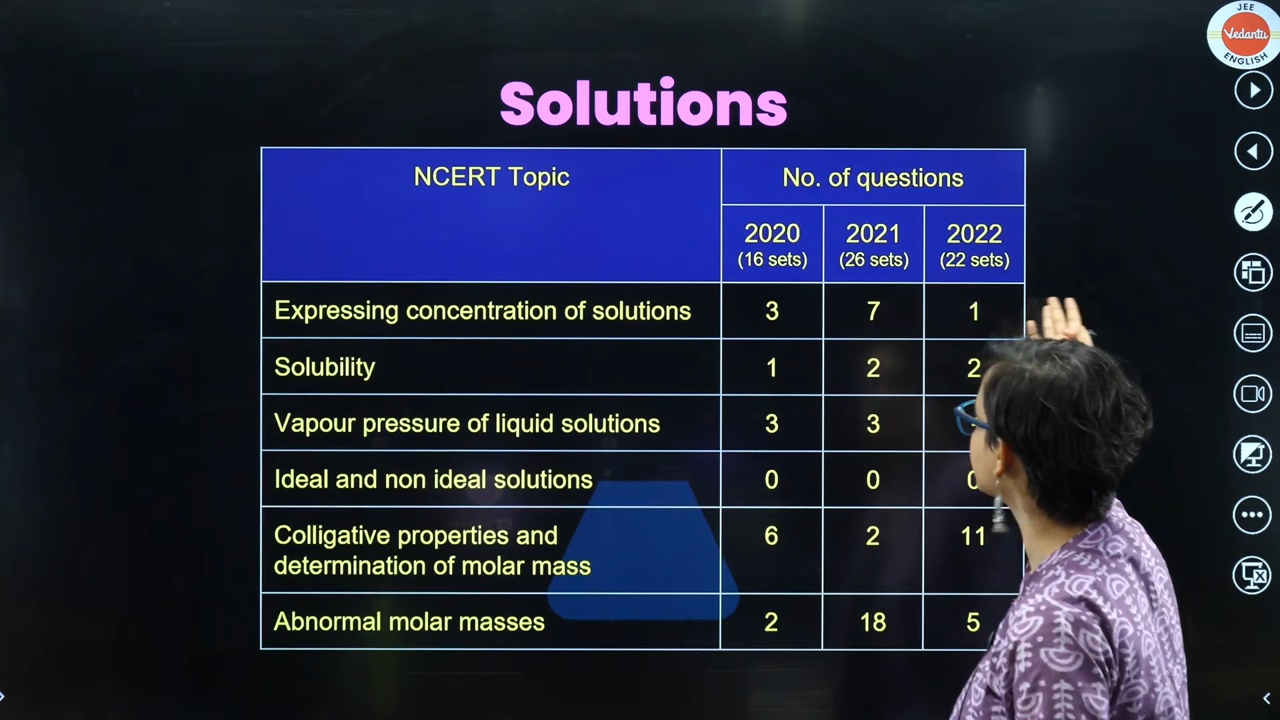 JEE
Vedantu
ENGLISH
Solutions
NCERT Topic
No. of questions
2020 2021 2022
(16 sets) (26 sets) (22 sets)
Expressing concentration of solutions 3 7 1
Solubility 1 2 2
Vapour pressure of liquid solutions 3 3
Ideal and non ideal solutions 0 0 0
Colligative properties and
determination of molar mass 6 2 11
Abnormal molar masses 2 18 5